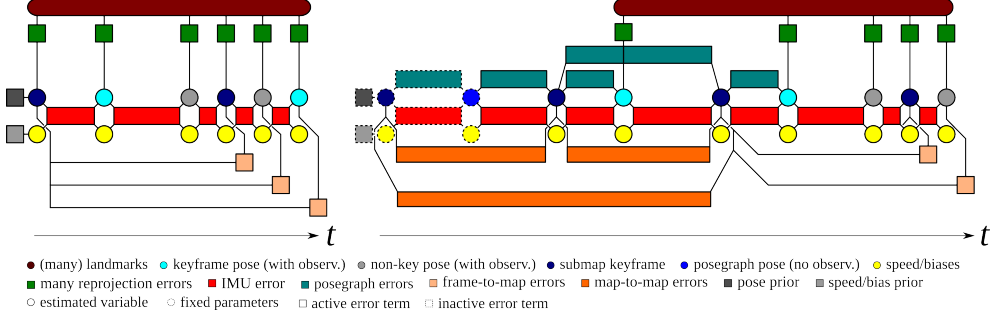 t
t
(many) landmarks keyframe pose (with observ.) non-key pose (with observ.) submap keyframe posegraph pose (no observ.) speed/biases
many reprojection errors IMU error posegraph errors frame-to-map errors map-to-map errors pose prior speed/bias prior
estimated variable fixed parameters active error term inactive error term